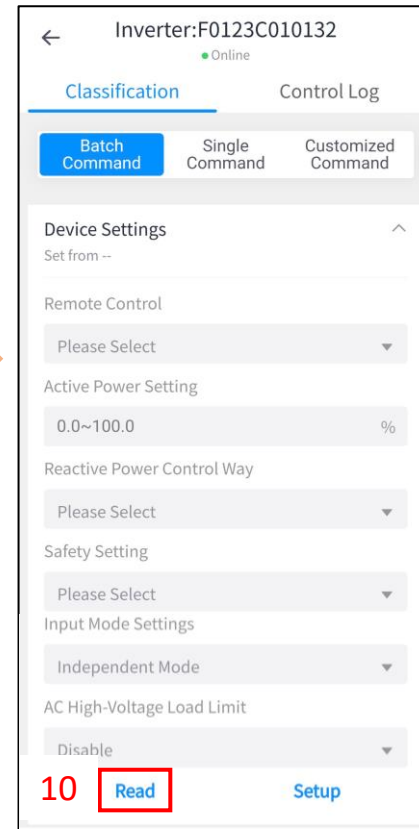 Inverter:F0123C010132
Online
Classification Control Log
Batch Command Single Command Customized Command
Device Settings
Set from --
Remote Control
Please Select
Active Power Setting
0.0~100.0 %
Reactive Power Control Way
Please Select
Safety Setting
Please Select
Input Mode Settings
Independent Mode
AC High-Voltage Load Limit
Disable
10 Read Setup